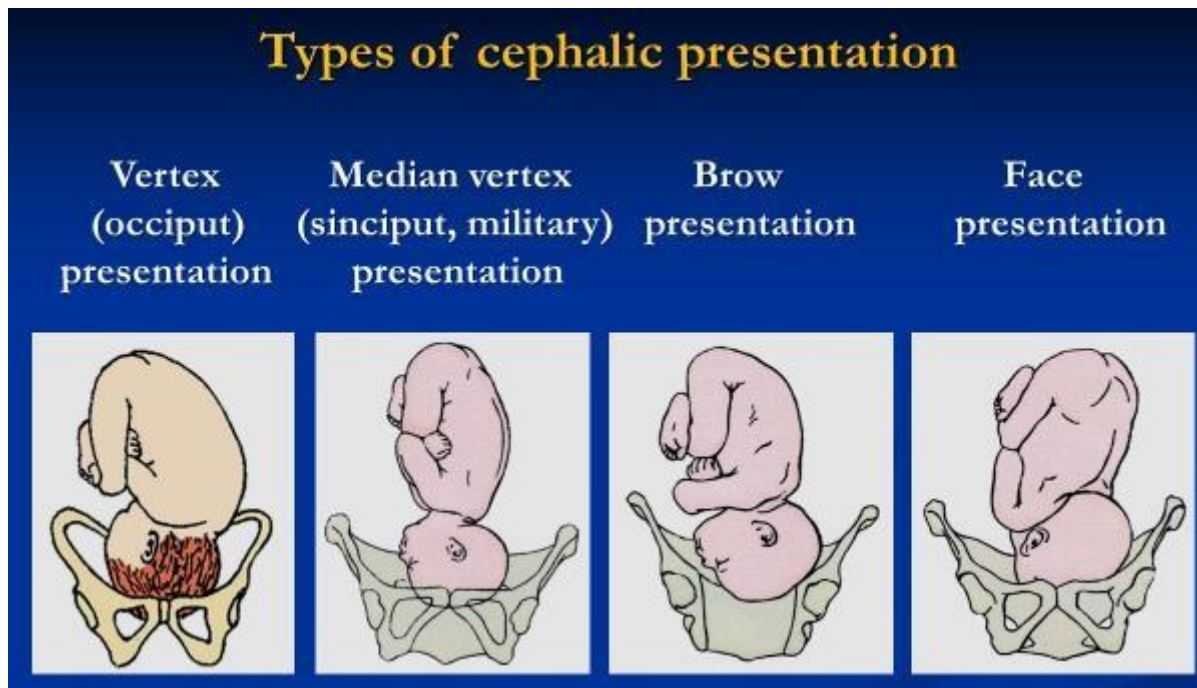 Types of cephalic presentation
Vertex
(occiput)
presentation
Median vertex
(sinciput, military)
presentation
Brow
presentation
Face
presentation